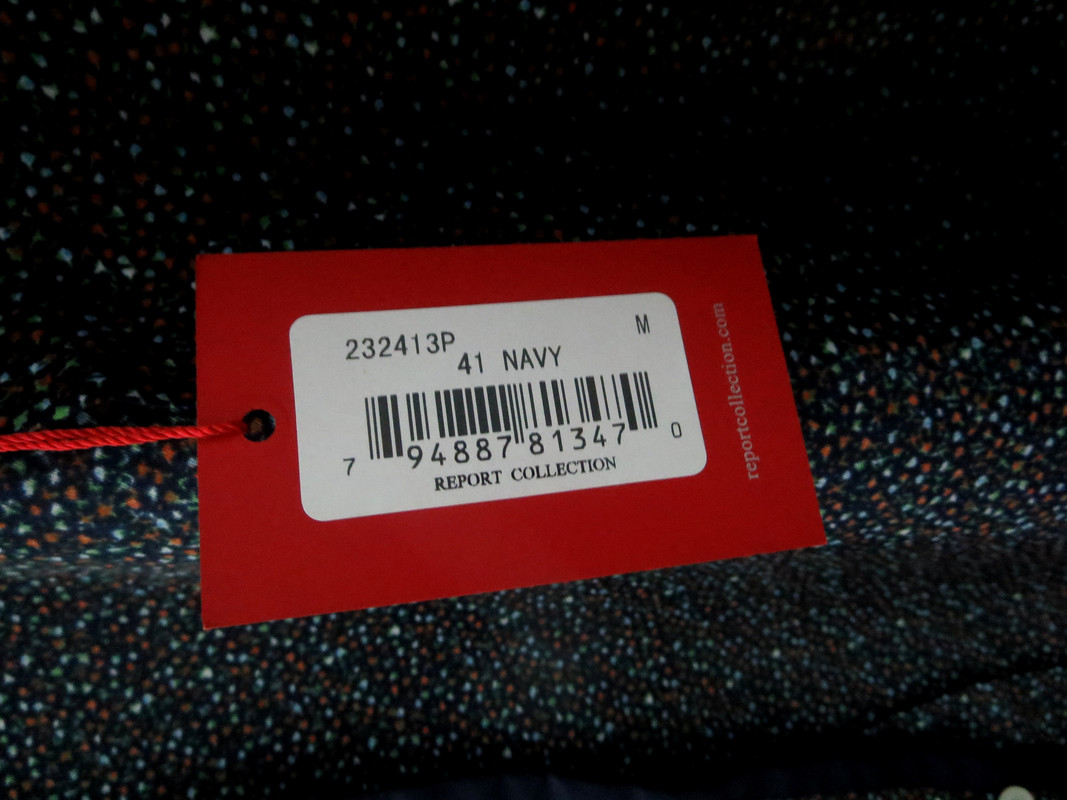 232413P
M
41 NAVY
7 94887 81347 0
REPORT COLLECTION
reportcollection.com